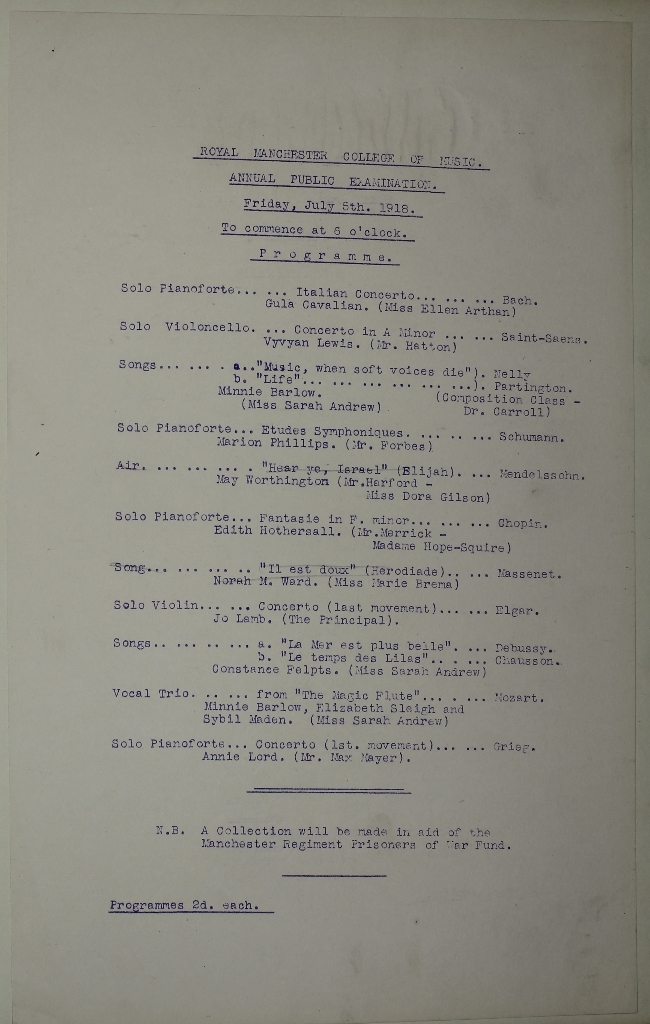 ROYAL MANCHESTER COLLEGE OF MUSIC.
ANNUAL PUBLIC EXAMINATION.
Friday, July 5th. 1918.
To commence at 6 o'clock.
P r o g r a m m e.
Solo Pianoforte... ... Italian Concerto... ... ... Bach.
Gula Cavalian. (Miss Ellen Arthan)
Solo Violoncello. ... Concerto in A Minor ... ... Saint-Saens.
Vyvyan Lewis. (Mr. Hatton)
Songs... ... .. a.."Music, when soft voices die"). Nelly
b. "Life"... ... ... ... ... ...). Partington.
Minnie Barlow. (Composition Class -
(Miss Sarah Andrew) Dr. Carroll)
Solo Pianoforte... Etudes Symphoniques. ... .. ... Schumann.
Marion Phillips. (Mr. Forbes)
Air. ... ... ... . "Hear ye, Israel" (Elijah). ... Mendelssohn.
May Worthington (Mr.Harford -
Miss Dora Gilson)
Solo Pianoforte... Fantasie in F. minor... ... ... Chopin.
Edith Hothersall. (Mr.Merrick -
Madame Hope-Squire)
Song... ... ... .. "Il est doux" (Herodiade).. ... Massenet.
Norah M. Ward. (Miss Marie Brema)
Solo Violin... ... Concerto (last movement)... ... Elgar.
Jo Lamb. (The Principal).
Songs.. ... .. ... a. "La Mer est plus belle". ... Debussy.
b. "Le temps des Lilas".. . ... Chausson.
Constance Felpts. (Miss Sarah Andrew)
Vocal Trio. .. ... from "The Magic Flute"... . ... Mozart.
Minnie Barlow, Elizabeth Sleigh and
Sybil Maden. (Miss Sarah Andrew)
Solo Pianoforte... Concerto (1st. movement)... ... Grieg.
Annie Lord. (Mr. Max Mayer).
N.B. A Collection will be made in aid of the
Manchester Regiment Prisoners of War Fund.
Programmes 2d. each.